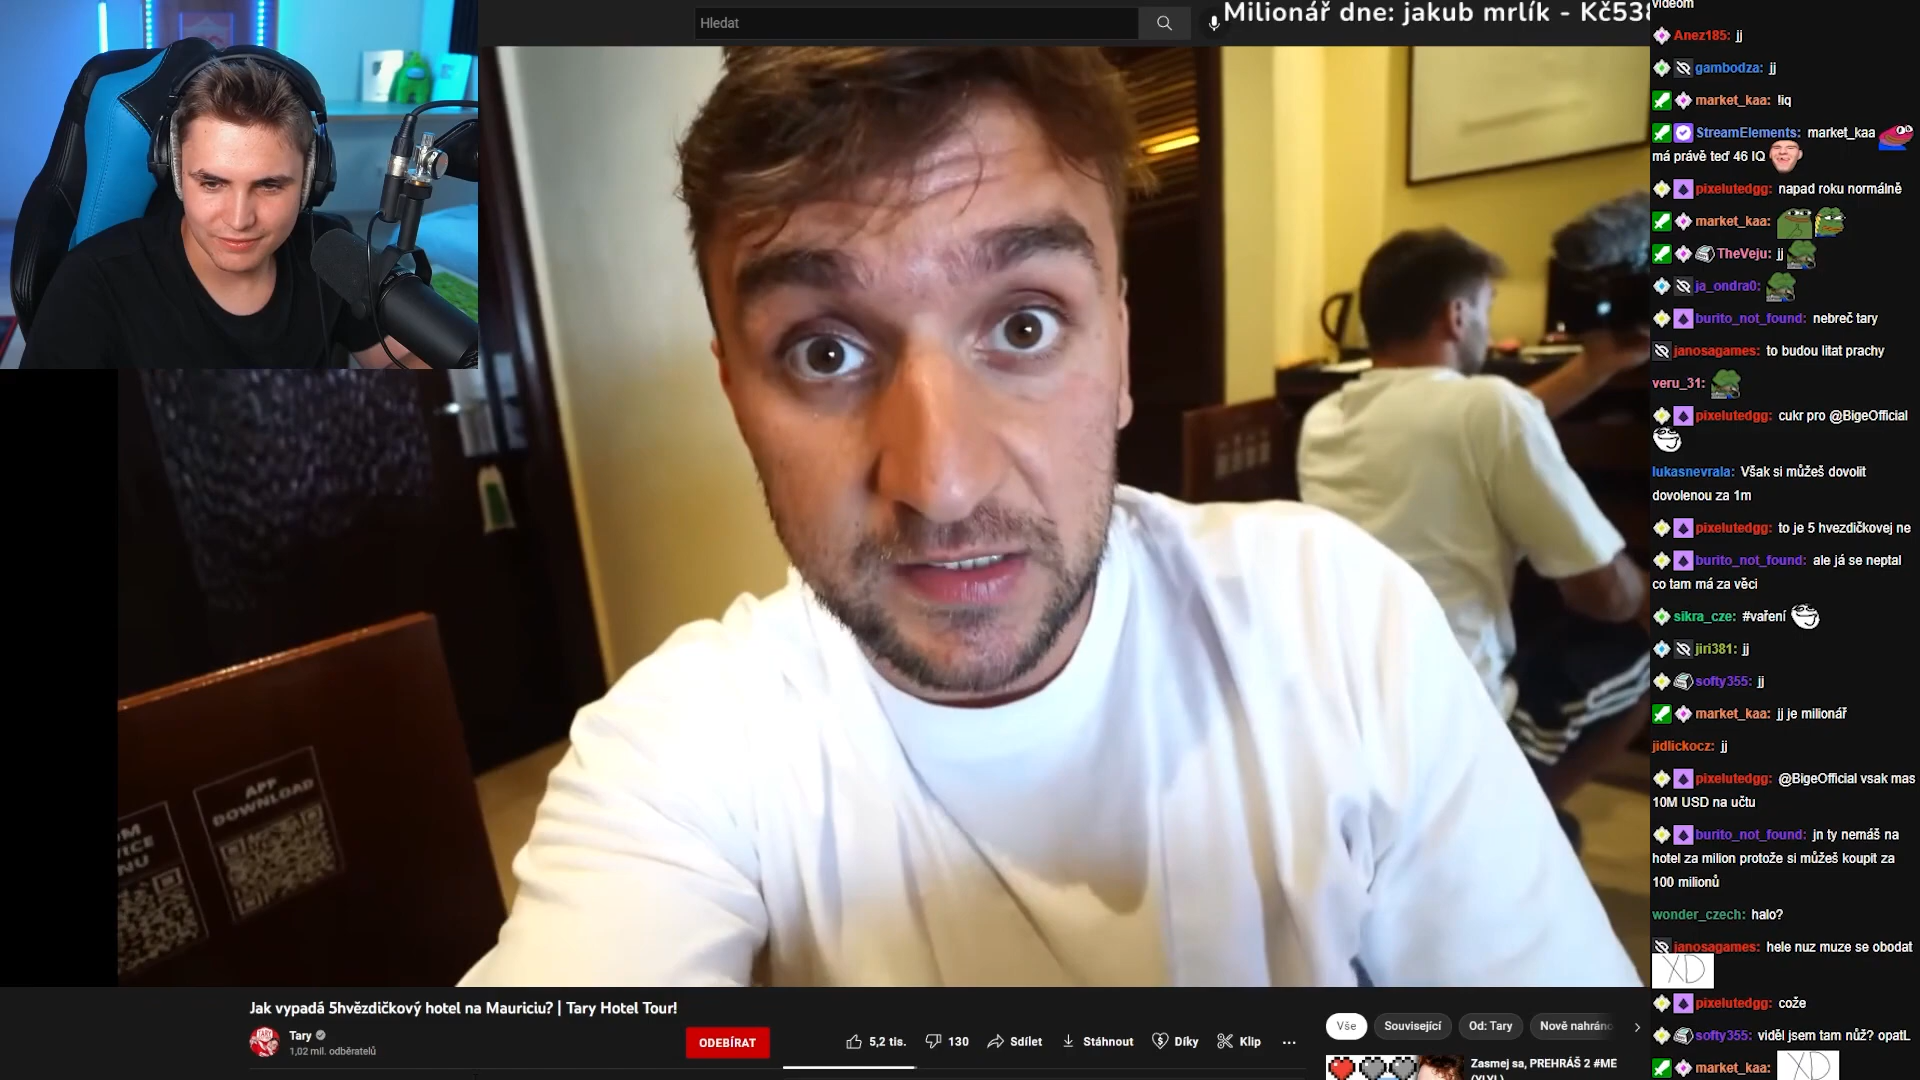 Hledat
Milionář dne: jakub mrlík - Kč538
APP
DOWNLOAD
Jak vypadá 5hvězdičkový hotel na Mauriciu? | Tary Hotel Tour!
Tary
1,02 mil. odběratelů
ODEBÍRAT
5,2 tis.
130
Sdílet
Stáhnout
Díky
Klip
Vše
Související
Od: Tary
Nově nahráno
Zasmej sa, PREHRÁŠ 2 #ME
videom
Anez185: jj
gambodza: jj
market_kaa: !iq
StreamElements: market_kaa
má právě teď 46 IQ
pixelutedgg: napad roku normálně
market_kaa:
TheVeju: jj
ja_ondra0:
burito_not_found: nebreč tary
janosagames: to budou litat prachy
veru_31:
pixelutedgg: cukr pro @BigeOfficial
lukasnevrala: Však si můžeš dovolit
dovolenou za 1m
pixelutedgg: to je 5 hvezdičkovej ne
burito_not_found: ale já se neptal
co tam má za věci
sikra_cze: #vaření
jiri381: jj
softy355: jj
market_kaa: jj je milionář
jidlickocz: jj
pixelutedgg: @BigeOfficial vsak mas
10M USD na učtu
burito_not_found: jn ty nemáš na
hotel za milion protože si můžeš koupit za
100 milionů
wonder_czech: halo?
janosagames: hele nuz muze se obodat
XD
pixelutedgg: cože
softy355: viděl jsem tam nůž? opatL
market_kaa: XD